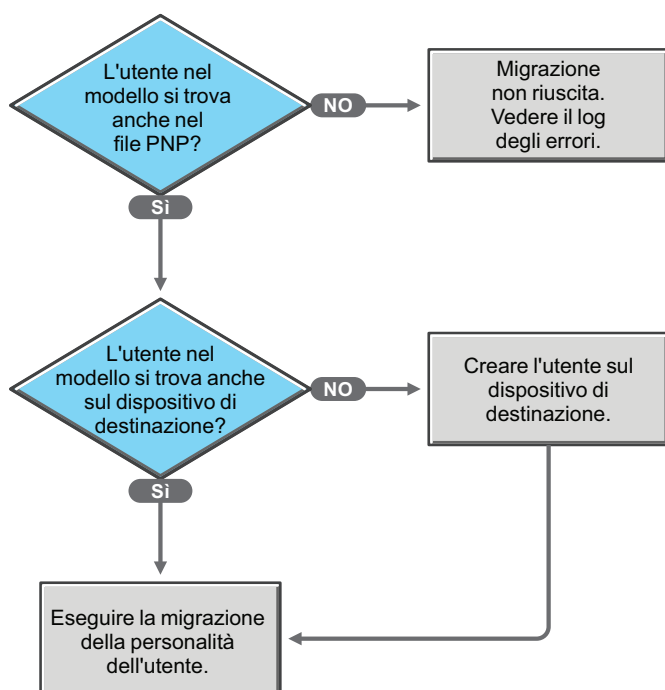 L'utente nel
modello si trova
anche nel
file PNP?
NO
Migrazione
non riuscita.
Vedere il log
degli errori.
Sì
L'utente nel
modello si trova anche
sul dispositivo di
destinazione?
NO
Creare l'utente sul
dispositivo di
destinazione.
Sì
Eseguire la migrazione
della personalità
dell'utente.